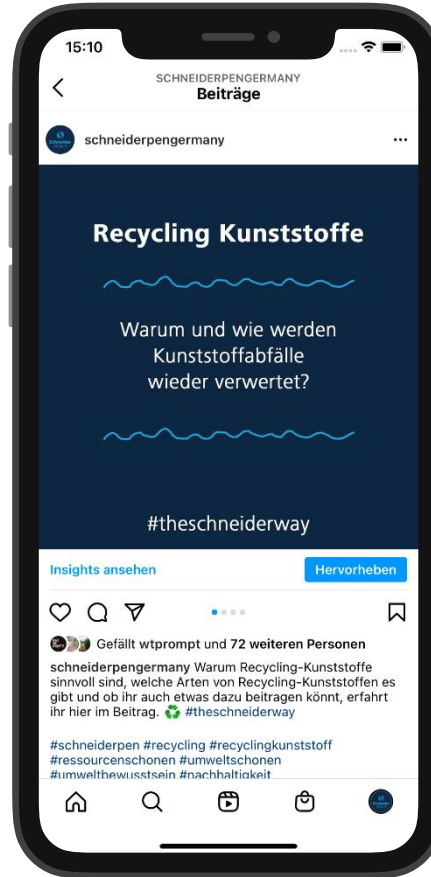 15:10
SCHNEIDERPENGERMANY
Beiträge
schneiderpengermany
Recycling Kunststoffe
Warum und wie werden
Kunststoffabfälle
wieder verwertet?
#theschneiderway
Insights ansehen
Hervorheben
Gefällt wtprompt und 72 weiteren Personen
schneiderpengermany Warum Recycling-Kunststoffe
sinnvoll sind, welche Arten von Recycling-Kunststoffen es
gibt und ob ihr auch etwas dazu beitragen könnt, erfahrt
ihr hier im Beitrag. ♻️ #theschneiderway
#schneiderpen #recycling #recyclingkunststoff
#ressourcenschonen #umweltschonen
#umweltbewusstsein #nachhaltigkeit